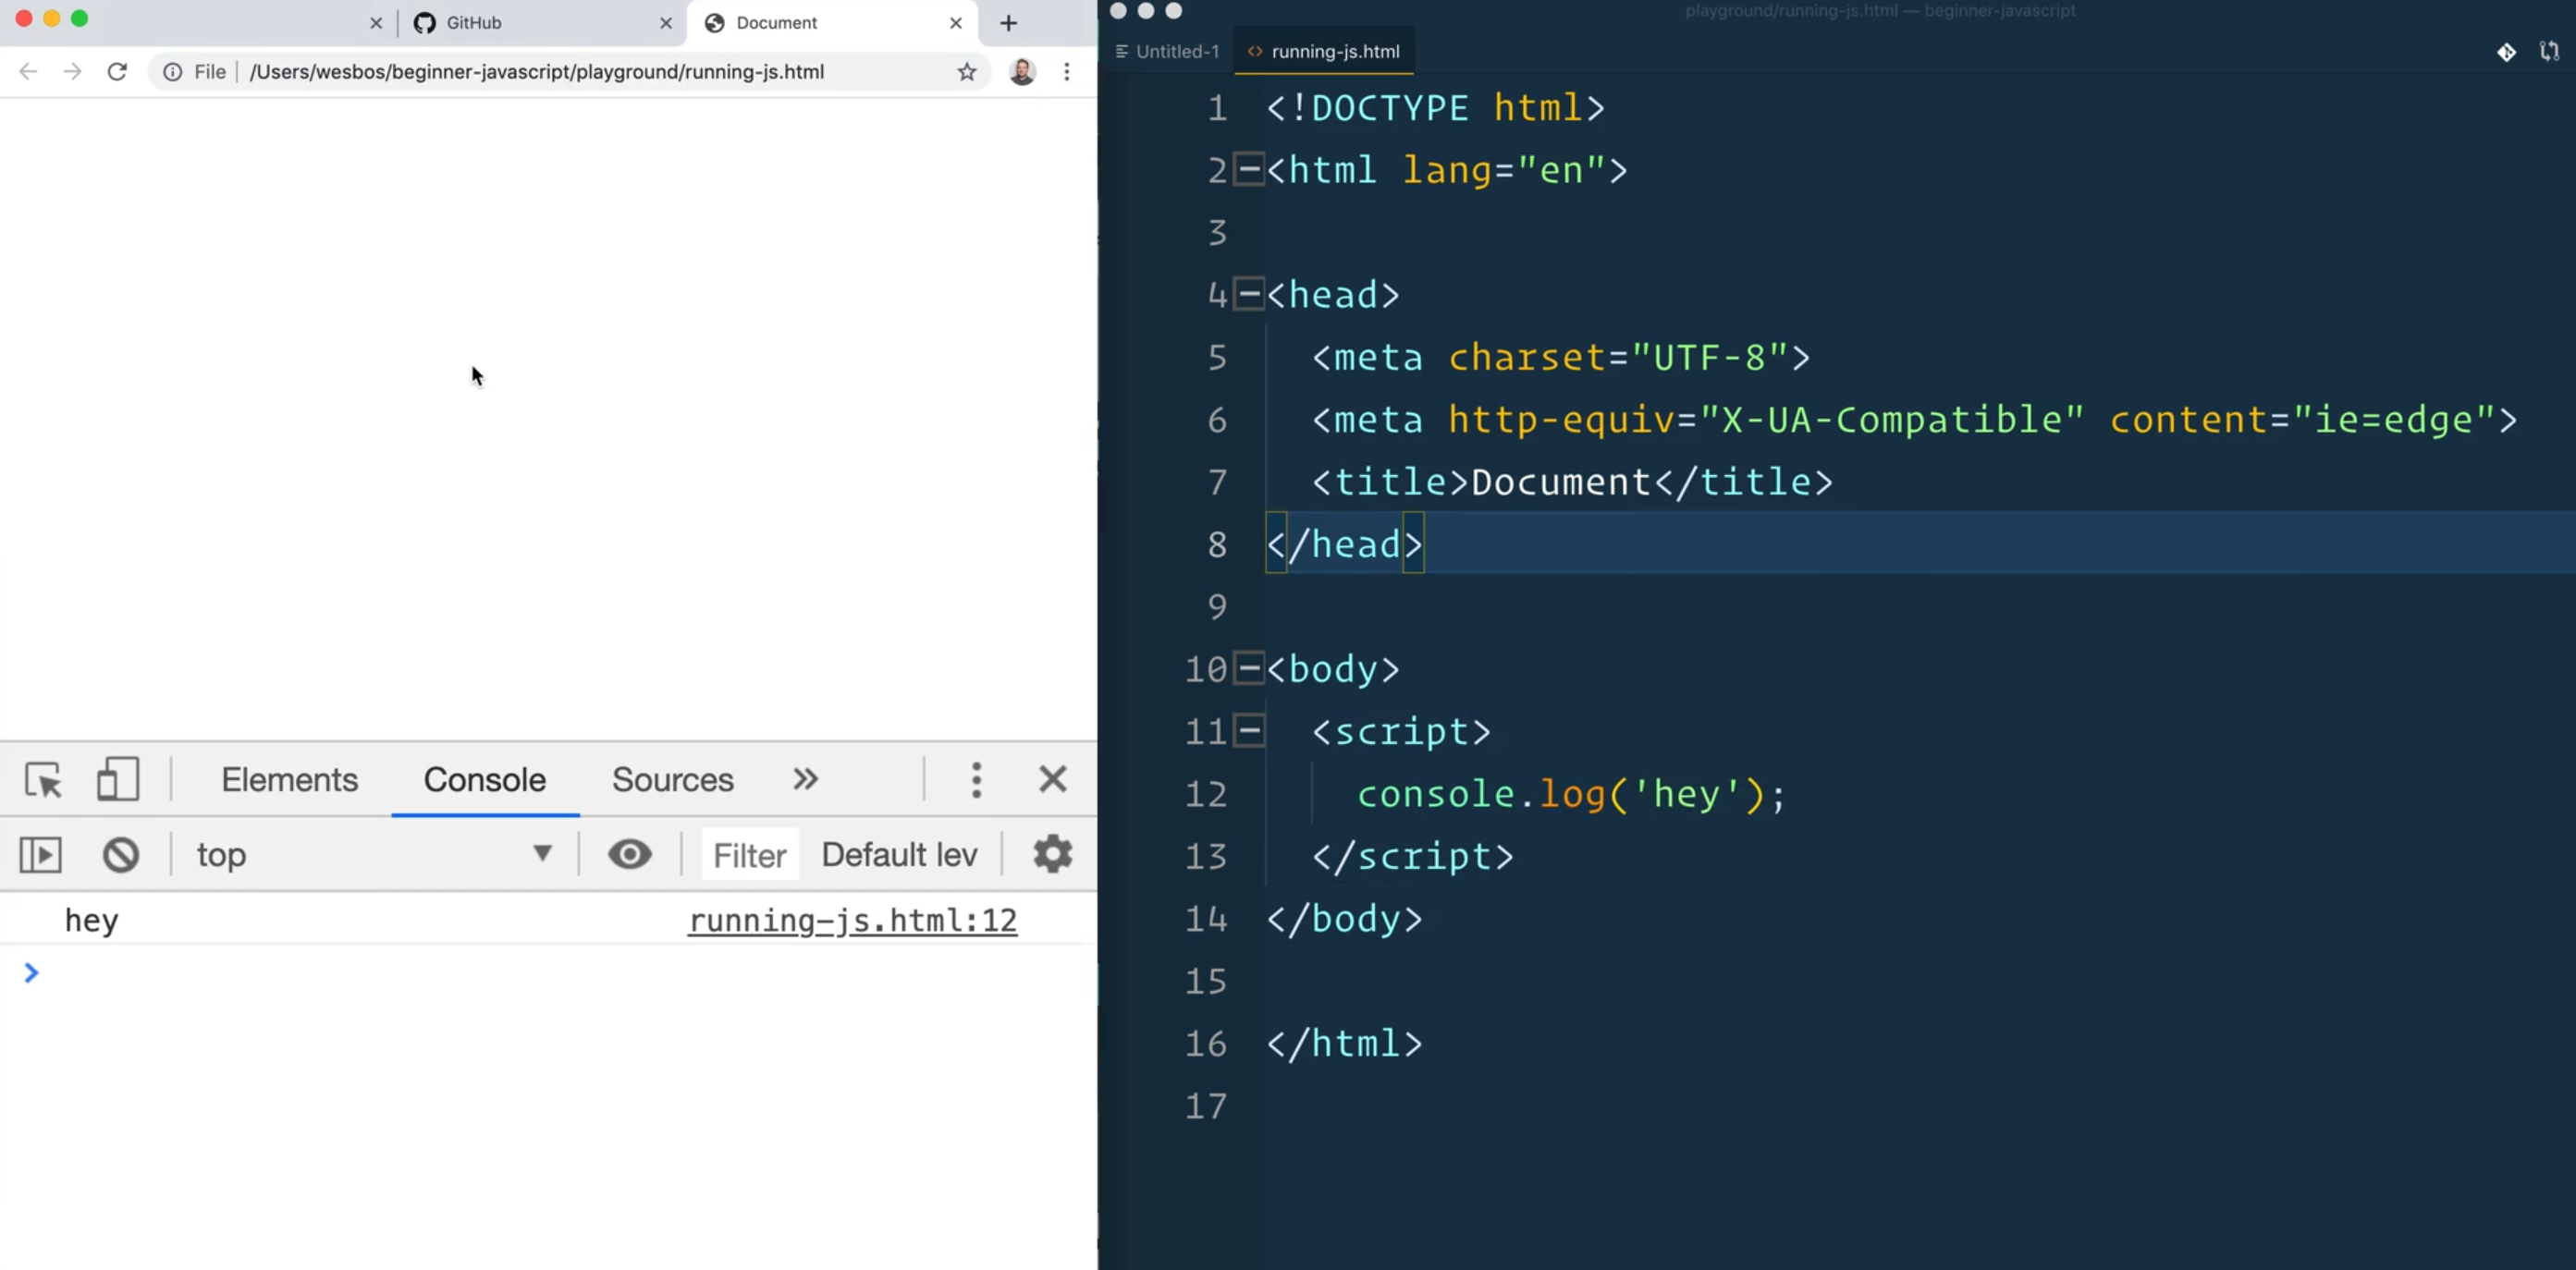 GitHub
Document
File
/Users/wesbos/beginner-javascript/playground/running-js.html
Elements
Console
Sources
top
Filter
Default lev
hey
running-js.html:12
playground/running-js.html — beginner-javascript
Untitled-1
running-js.html
1 <!DOCTYPE html>
2 <html lang="en">
3
4 <head>
5   <meta charset="UTF-8">
6   <meta http-equiv="X-UA-Compatible" content="ie=edge">
7   <title>Document</title>
8 </head>
9
10 <body>
11   <script>
12     console.log('hey');
13   </script>
14 </body>
15
16 </html>
17